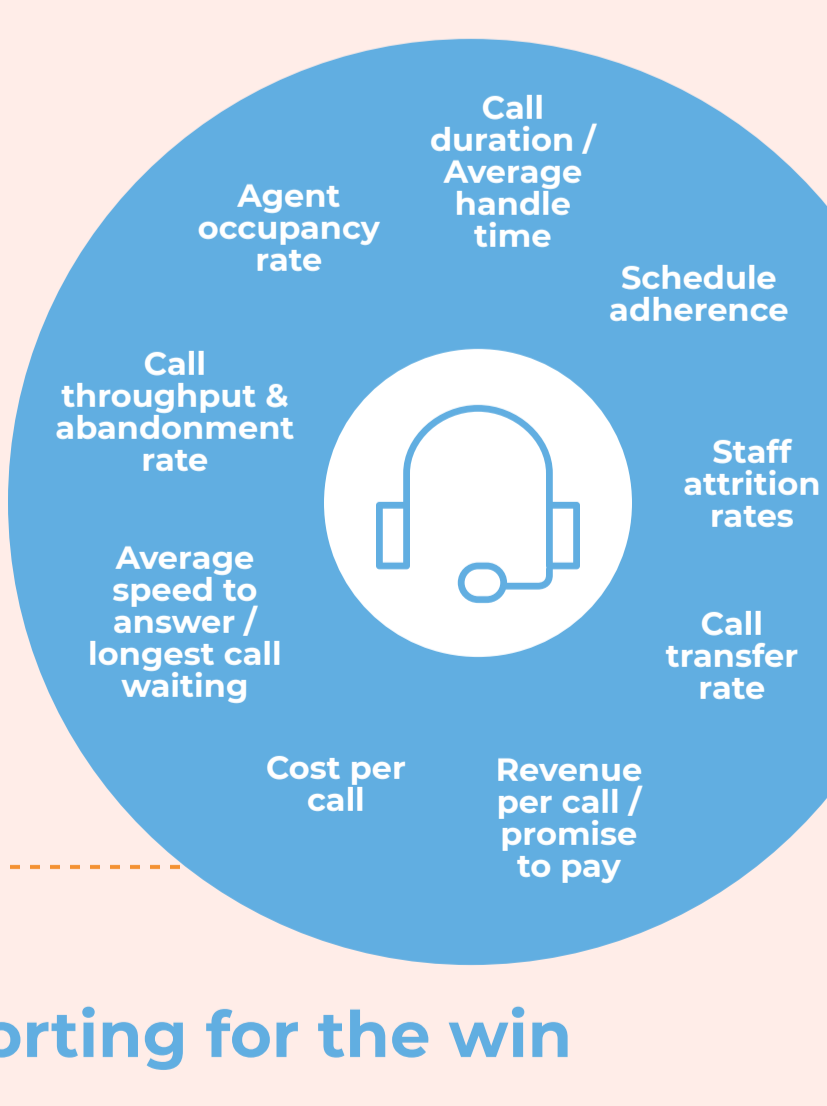 Call
duration /
Average
handle
time
Agent
occupancy
rate
Schedule
adherence
Call
throughput &
abandonment
rate
Staff
attrition
rates
Average
speed to
answer /
longest call
waiting
Call
transfer
rate
Cost per
call
Revenue
per call /
promise
to pay
orting for the win